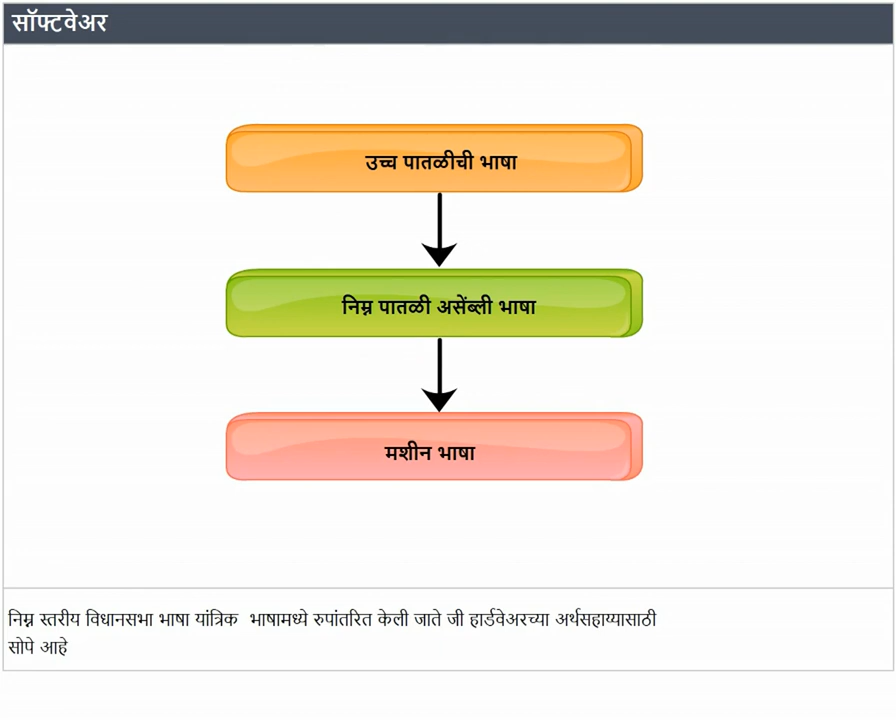 सॉफ्टवेअर
उच्च पातळीची भाषा
निम्न पातळी असेंब्ली भाषा
मशीन भाषा
निम्न स्तरीय विधानसभा भाषा यांत्रिक भाषामध्ये रुपांतरित केली जाते जी हार्डवेअरच्या अर्थसहाय्यासाठी
सोपे आहे